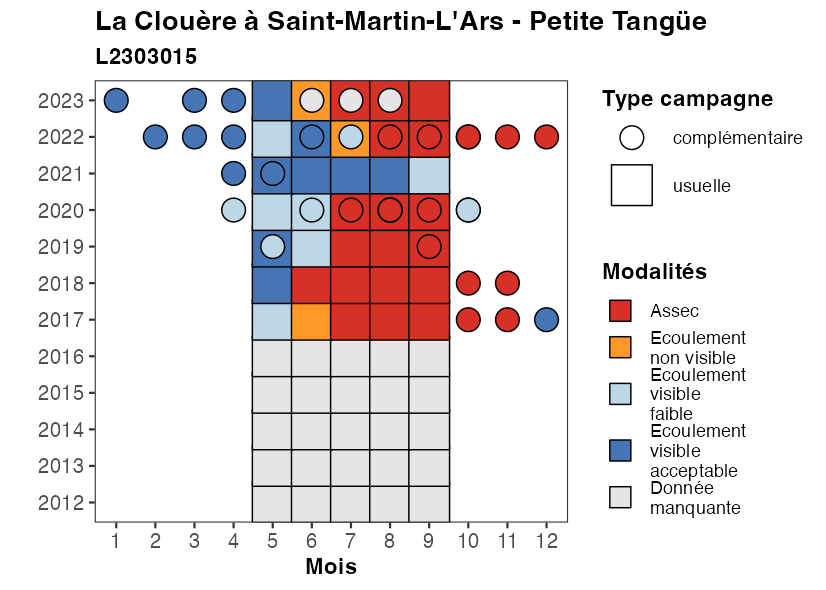 La Clouère à Saint-Martin-L'Ars - Petite Tangüe
L2303015
2023
2022
2021
2020
2019
2018
2017
2016
2015
2014
2013
2012
1 2 3 4 5 6 7 8 9 10 11 12
Mois
Type campagne
complémentaire
usuelle
Modalités
Assec
Ecoulement
non visible
Ecoulement
visible
faible
Ecoulement
visible
acceptable
Donnée
manquante